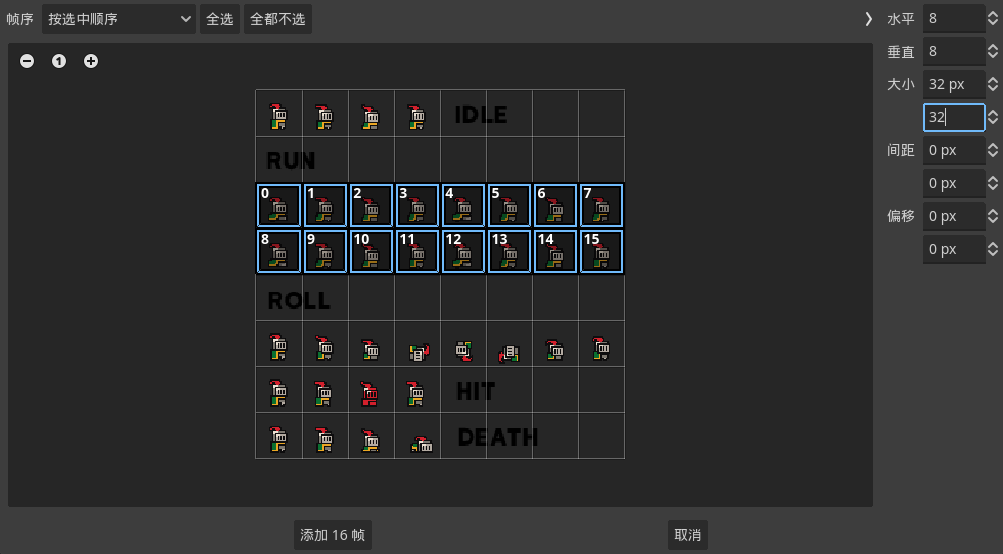 帧序 按选中顺序 全选 全都不选 水平 8
1 垂直 8
大小 32 px
IDLE 32
RUN 间距 0 px
0 1 2 3 4 5 6 7 0 px
偏移 0 px
8 9 10 11 12 13 14 15 0 px
ROLL
HIT
DEATH
添加 16 帧 取消